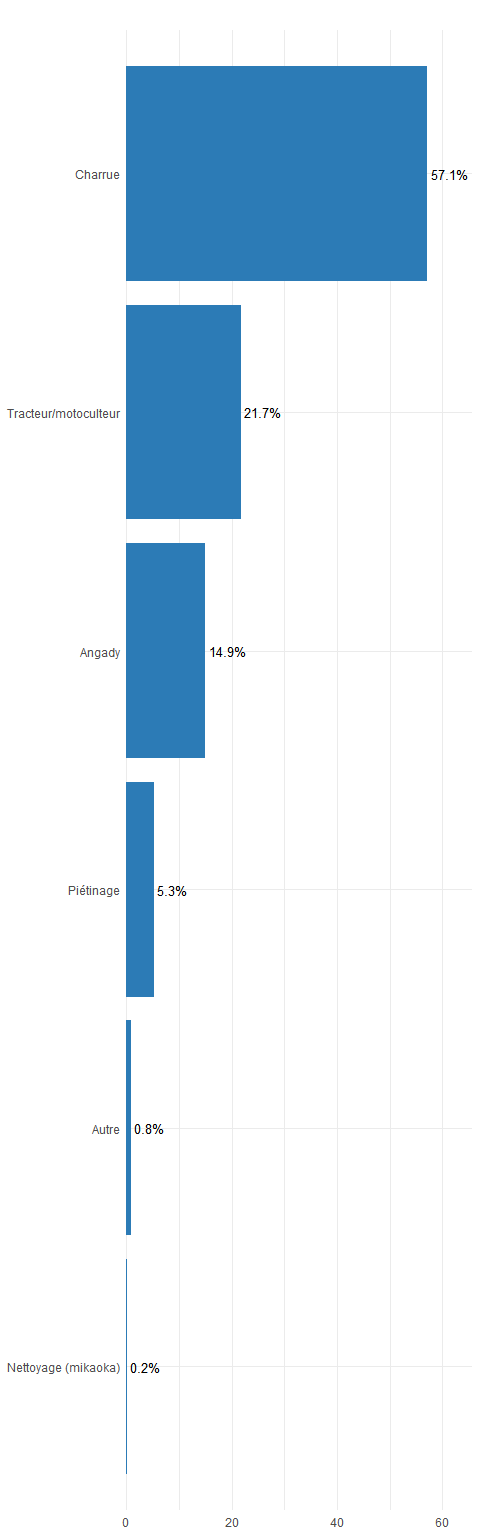 Charrue
57.1%
Tracteur/motoculteur
21.7%
Angady
14.9%
Piétinage
5.3%
Autre
0.8%
Nettoyage (mikaoka)
0.2%
0 20 40 60